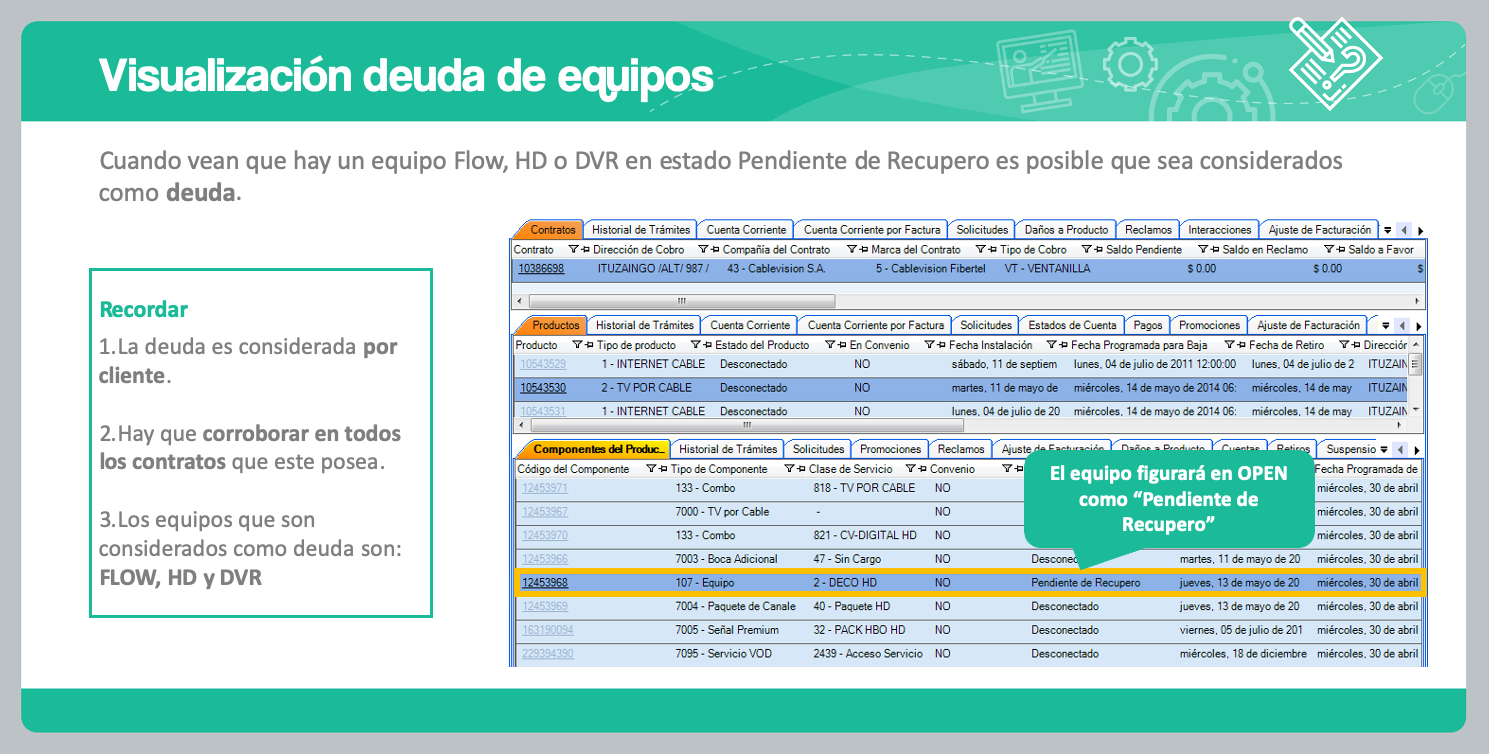 Visualización deuda de equipos
Cuando vean que hay un equipo Flow, HD o DVR en estado Pendiente de Recupero es posible que sea considerados
como deuda.
Recordar
1.La deuda es considerada por
cliente.
2.Hay que corroborar en todos
los contratos que este posea.
3.Los equipos que son
considerados como deuda son:
FLOW, HD y DVR
Contratos Historial de Trámites Cuenta Corriente Cuenta Corriente por Factura Solicitudes Daños a Producto Reclamos Interacciones Ajuste de Facturación
Contrato Dirección de Cobro Compañía del Contrato Marca del Contrato Tipo de Cobro Saldo Pendiente Saldo en Reclamo Saldo a Favor
10386698 ITUZAINGO /ALT/ 987 / 43 - Cablevision S.A. 5 - Cablevision Fibertel VT - VENTANILLA $ 0.00 $ 0.00 $
Productos Historial de Trámites Cuenta Corriente Cuenta Corriente por Factura Solicitudes Estados de Cuenta Pagos Promociones Ajuste de Facturación
Producto Tipo de producto Estado del Producto En Convenio Fecha Instalación Fecha Programada para Baja Fecha de Retiro Dirección
10543529 1 - INTERNET CABLE Desconectado NO sábado, 11 de septiem lunes, 04 de julio de 2011 12:00:00 lunes, 04 de julio de 2 ITUZAIN
10543530 2 - TV POR CABLE Desconectado NO martes, 11 de mayo de miércoles, 14 de mayo de 2014 06: miércoles, 14 de may ITUZAIN
10543531 1 - INTERNET CABLE Desconectado NO lunes, 04 de julio de 20 miércoles, 14 de mayo de 2014 06: miércoles, 14 de may ITUZAIN
Componentes del Produc... Historial de Trámites Solicitudes Promociones Reclamos Ajuste de Facturación Daños a Producto Cuentas Retiros Suspensio
Código del Componente Tipo de Componente Clase de Servicio Convenio Fecha Programada de
12453971 133 - Combo 818 - TV POR CABLE NO miércoles, 30 de abril
12453967 7000 - TV por Cable - NO miércoles, 30 de abril
12453970 133 - Combo 821 - CV-DIGITAL HD NO miércoles, 30 de abril
12453966 7003 - Boca Adicional 47 - Sin Cargo NO Desconec martes, 11 de mayo de 20 miércoles, 30 de abril
12453968 107 - Equipo 2 - DECO HD NO Pendiente de Recupero jueves, 13 de mayo de 20 miércoles, 30 de abril
12453969 7004 - Paquete de Canale 40 - Paquete HD NO Desconectado jueves, 13 de mayo de 20 miércoles, 30 de abril
163190094 7005 - Señal Premium 32 - PACK HBO HD NO Desconectado viernes, 05 de julio de 201 miércoles, 30 de abril
229394390 7095 - Servicio VOD 2439 - Acceso Servicio NO Desconectado miércoles, 18 de diciembre miércoles, 30 de abril
El equipo figurará en OPEN
como “Pendiente de
Recupero”